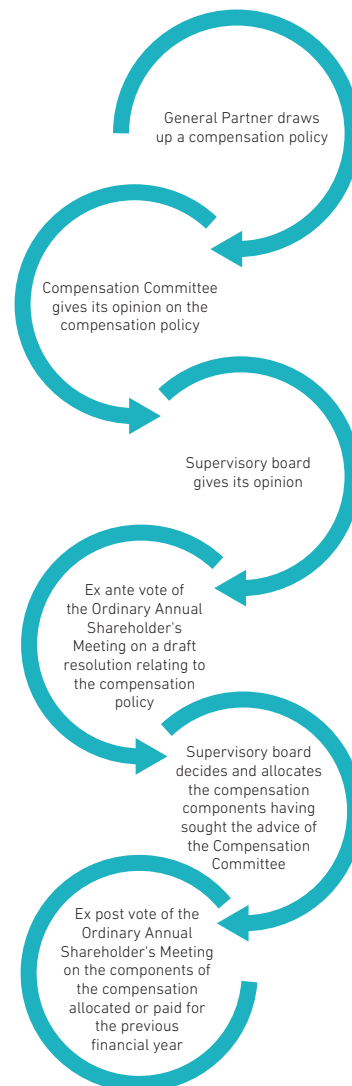 General Partner draws
up a compensation policy
Compensation Committee
gives its opinion on the
compensation policy
Supervisory board
gives its opinion
Ex ante vote of
the Ordinary Annual
Shareholder's
Meeting on a draft
resolution relating to
the compensation
policy
Supervisory board
decides and allocates
the compensation
components having
sought the advice of
the Compensation
Committee
Ex post vote of the
Ordinary Annual
Shareholder's Meeting
on the components of
the compensation
allocated or paid for
the previous
financial year